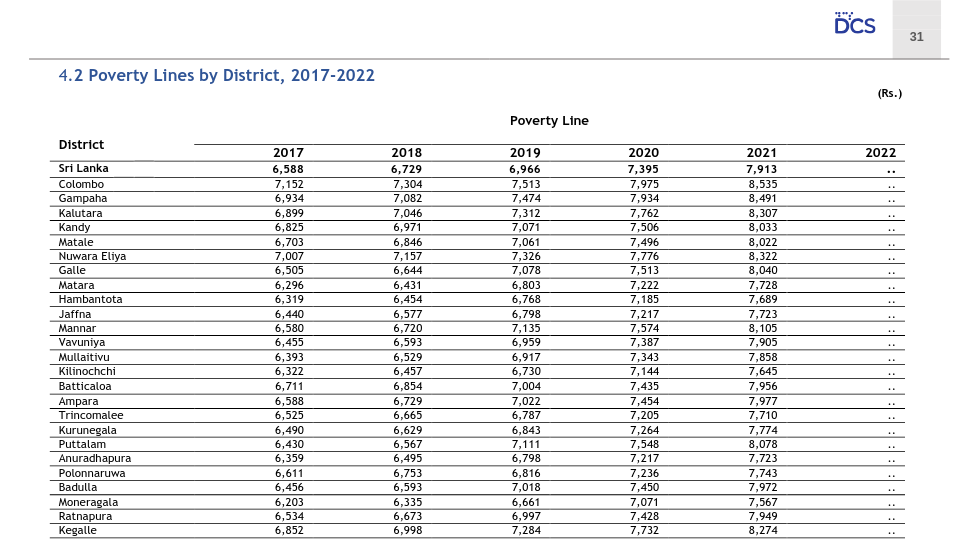 DCS
31
4.2 Poverty Lines by District, 2017-2022
(Rs.)
Poverty Line
District
2017 2018 2019 2020 2021 2022
Sri Lanka 6,588 6,729 6,966 7,395 7,913 ..
Colombo 7,152 7,304 7,513 7,975 8,535 ..
Gampaha 6,934 7,082 7,474 7,934 8,491 ..
Kalutara 6,899 7,046 7,312 7,762 8,307 ..
Kandy 6,825 6,971 7,071 7,506 8,033 ..
Matale 6,703 6,846 7,061 7,496 8,022 ..
Nuwara Eliya 7,007 7,157 7,326 7,776 8,322 ..
Galle 6,505 6,644 7,078 7,513 8,040 ..
Matara 6,296 6,431 6,803 7,222 7,728 ..
Hambantota 6,319 6,454 6,768 7,185 7,689 ..
Jaffna 6,440 6,577 6,798 7,217 7,723 ..
Mannar 6,580 6,720 7,135 7,574 8,105 ..
Vavuniya 6,455 6,593 6,959 7,387 7,905 ..
Mullaitivu 6,393 6,529 6,917 7,343 7,858 ..
Kilinochchi 6,322 6,457 6,730 7,144 7,645 ..
Batticaloa 6,711 6,854 7,004 7,435 7,956 ..
Ampara 6,588 6,729 7,022 7,454 7,977 ..
Trincomalee 6,525 6,665 6,787 7,205 7,710 ..
Kurunegala 6,490 6,629 6,843 7,264 7,774 ..
Puttalam 6,430 6,567 7,111 7,548 8,078 ..
Anuradhapura 6,359 6,495 6,798 7,217 7,723 ..
Polonnaruwa 6,611 6,753 6,816 7,236 7,743 ..
Badulla 6,456 6,593 7,018 7,450 7,972 ..
Moneragala 6,203 6,335 6,661 7,071 7,567 ..
Ratnapura 6,534 6,673 6,997 7,428 7,949 ..
Kegalle 6,852 6,998 7,284 7,732 8,274 ..